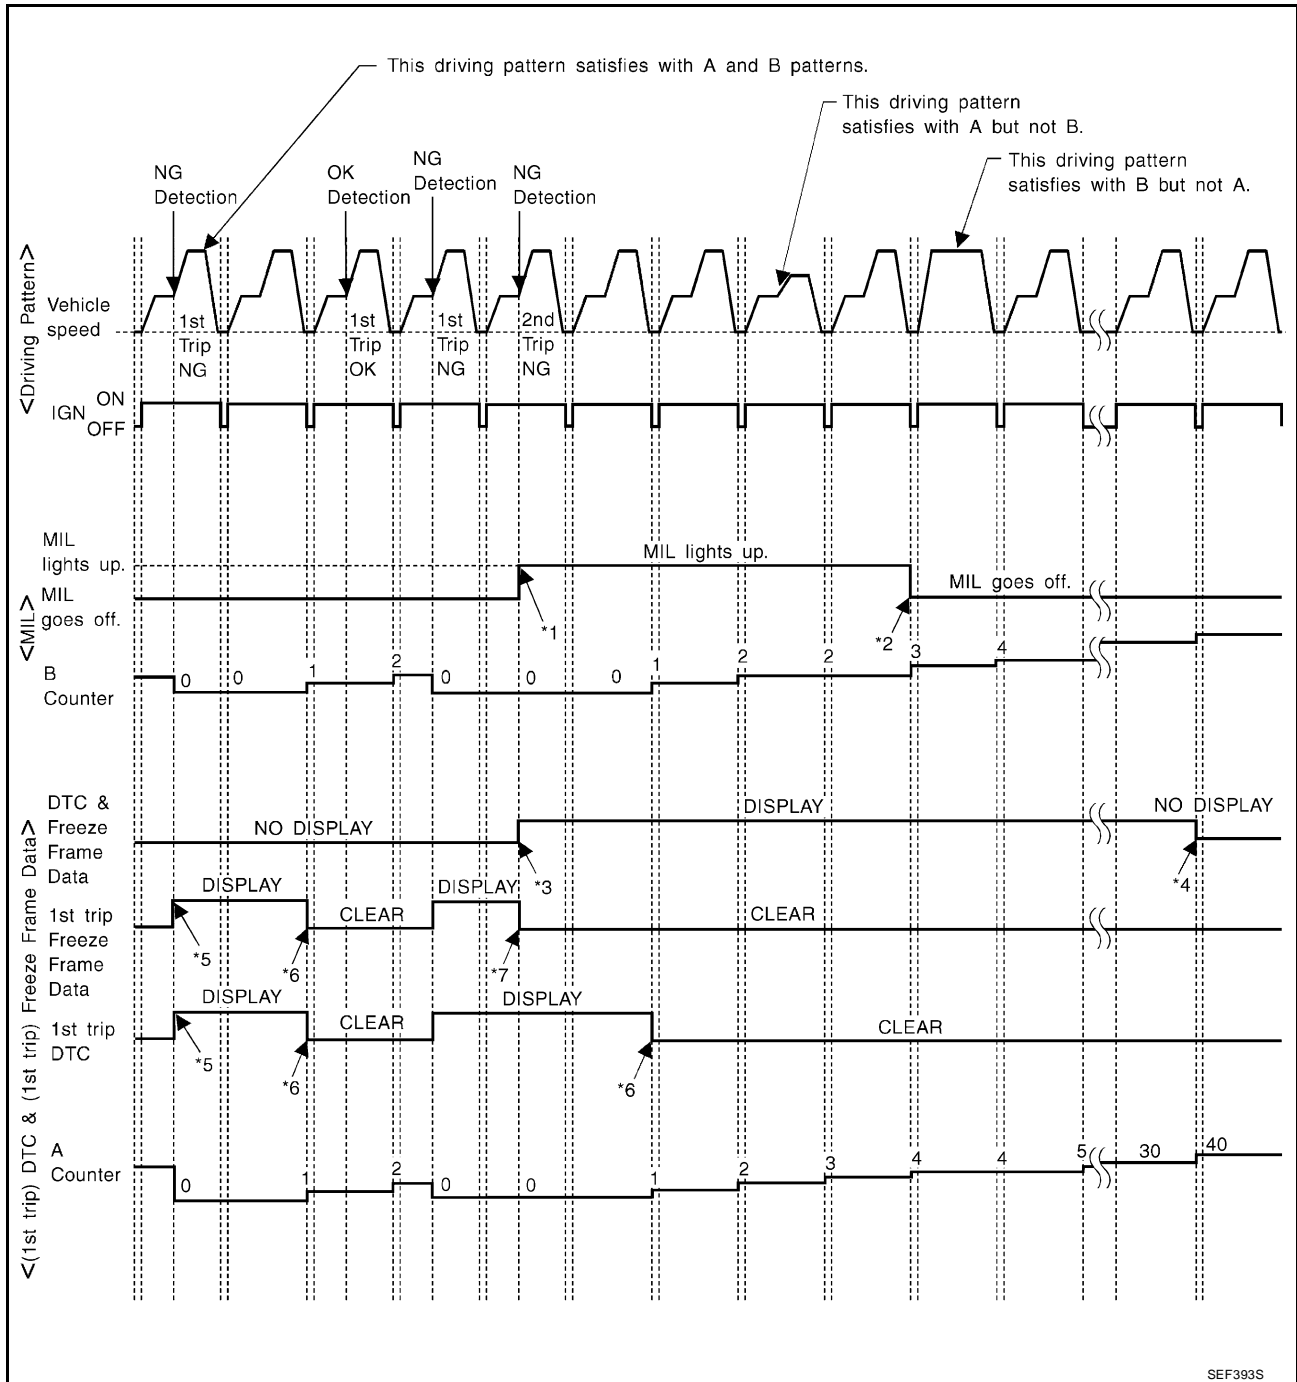 This driving pattern satisfies with A and B patterns.
This driving pattern
satisfies with A but not B.
This driving pattern
satisfies with B but not A.
NG
Detection
OK
Detection
NG
Detection
NG
Detection
<Driving Pattern>
Vehicle
speed
1st
Trip
NG
1st
Trip
OK
1st
Trip
NG
2nd
Trip
NG
IGN
ON
OFF
<MIL>
MIL
lights up.
MIL lights up.
MIL
goes off.
MIL goes off.
*1
*2
B
Counter
0 0 1 2 0 0 0 1 2 2 3 4
<(1st trip) DTC & (1st trip) Freeze Frame Data>
DTC &
Freeze
Frame
Data
NO DISPLAY
DISPLAY
NO DISPLAY
*3
*4
1st trip
Freeze
Frame
Data
DISPLAY
CLEAR
DISPLAY
CLEAR
*5
*6
*7
1st trip
DTC
DISPLAY
CLEAR
DISPLAY
CLEAR
*5
*6
*6
A
Counter
0 1 2 0 0 1 2 3 4 4 5 30 40
SEF393S